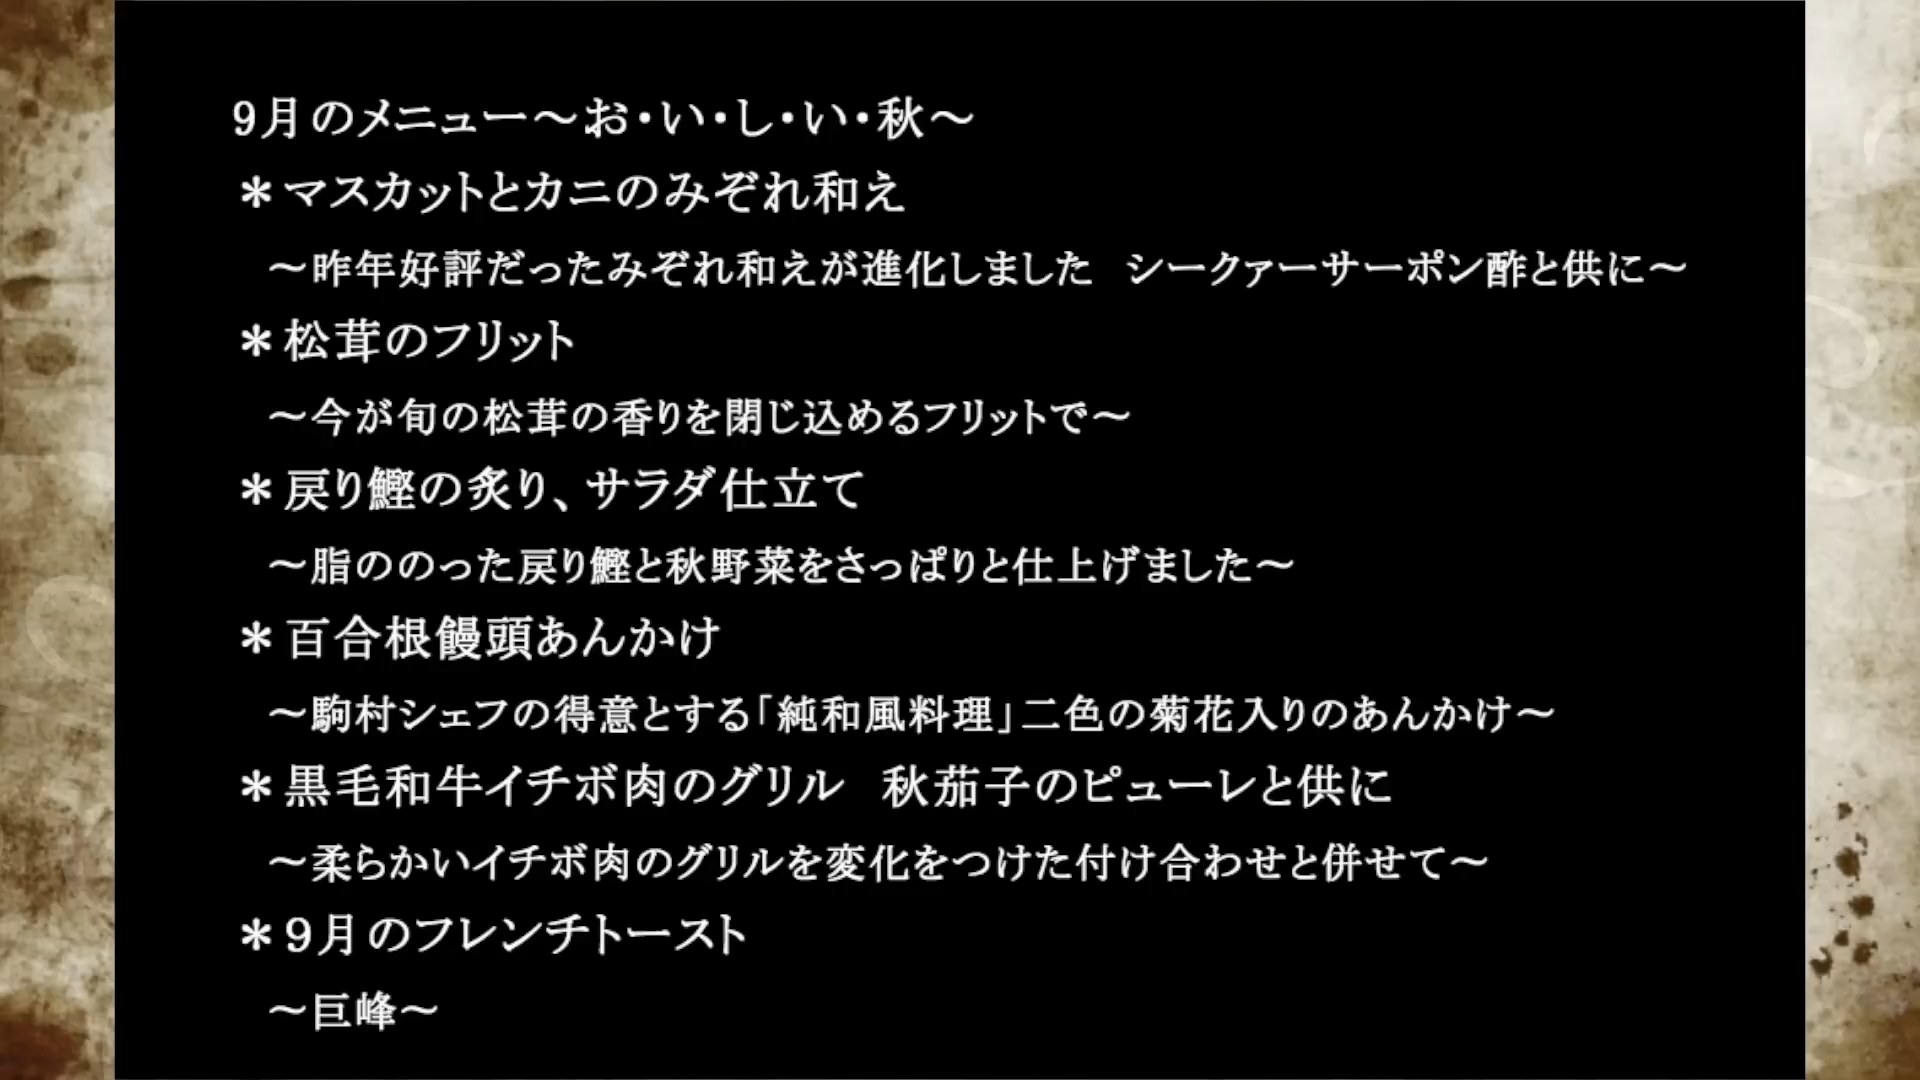 9月のメニュー～お・い・し・い・秋～
＊マスカットとカニのみぞれ和え
～昨年好評だったみぞれ和えが進化しました　シークァーサーポン酢と供に～
＊松茸のフリット
～今が旬の松茸の香りを閉じ込めるフリットで～
＊戻り鰹の炙り、サラダ仕立て
～脂ののった戻り鰹と秋野菜をさっぱりと仕上げました～
＊百合根饅頭あんかけ
～駒村シェフの得意とする「純和風料理」二色の菊花入りのあんかけ～
＊黒毛和牛イチボ肉のグリル　秋茄子のピューレと供に
～柔らかいイチボ肉のグリルを変化をつけた付け合わせと併せて～
＊９月のフレンチトースト
～巨峰～